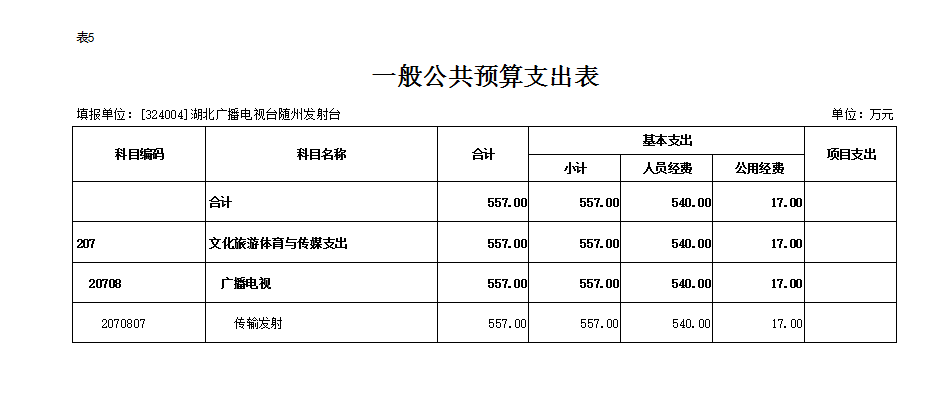 表5
一般公共预算支出表
填报单位：[324004]湖北广播电视台随州发射台 单位：万元
科目编码 科目名称 合计 基本支出 项目支出
小计 人员经费 公用经费
合计 557.00 557.00 540.00 17.00
207 文化旅游体育与传媒支出 557.00 557.00 540.00 17.00
20708 广播电视 557.00 557.00 540.00 17.00
2070807 传输发射 557.00 557.00 540.00 17.00